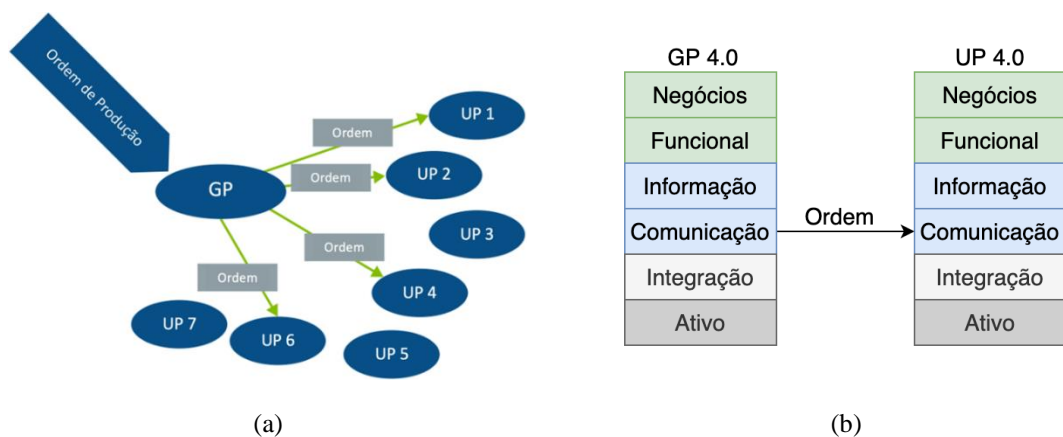 Ordem de Produção
GP
Ordem
UP 1
Ordem
UP 2
UP 3
Ordem
UP 4
Ordem
UP 7
UP 6
UP 5
(a)
GP 4.0
Negócios
Funcional
Informação
Comunicação
Integração
Ativo
Ordem
UP 4.0
Negócios
Funcional
Informação
Comunicação
Integração
Ativo
(b)